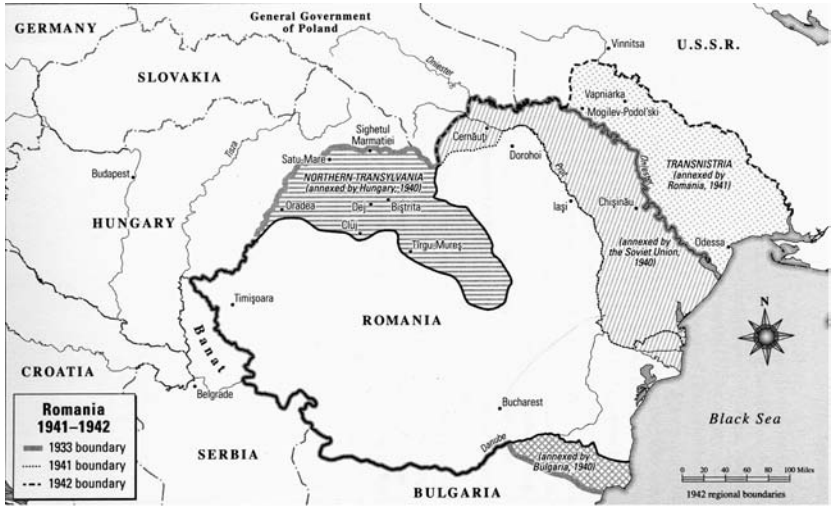 GERMANY
General Government
of Poland
U.S.S.R.
Vinnitsa
SLOVAKIA
Dniester
Vapniarka
Mogilev-Podol'ski
Sighetul
Marmatiei
Cernăuţi
Dorohoi
Tisza
Satu-Mare
TRANSNISTRIA
(annexed by
Romania, 1941)
Budapest
NORTHERN TRANSYLVANIA
(annexed by Hungary, 1940)
Prut
Dniester
HUNGARY
Oradea
Dej
Bistrita
Iaşi
Chişinău
Cluj
Tîrgu-Mureş
(annexed by
the Soviet Union,
1940)
Odessa
Timişoara
ROMANIA
N
Banat
CROATIA
Belgrade
Bucharest
Black Sea
Romania
1941–1942
1933 boundary
1941 boundary
1942 boundary
SERBIA
Danube
(annexed by
Bulgaria, 1940)
BULGARIA
0 20 40 60 80 100 Miles
1942 regional boundaries